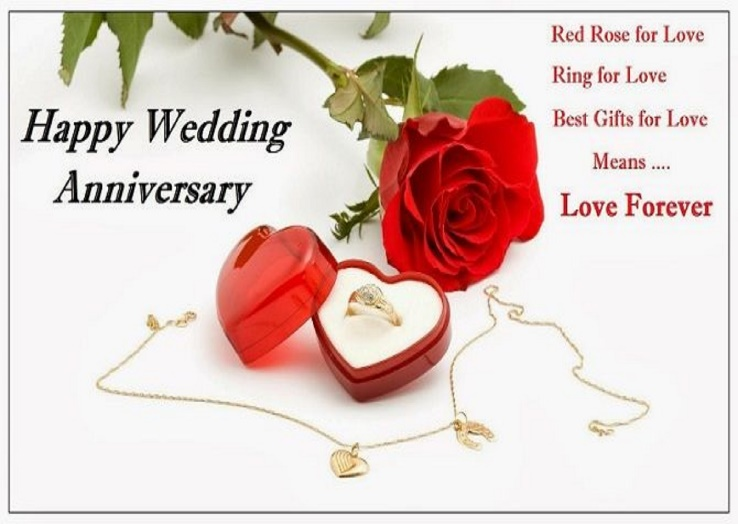 Happy Wedding
Anniversary
Red Rose for Love
Ring for Love
Best Gifts for Love
Means ....
Love Forever